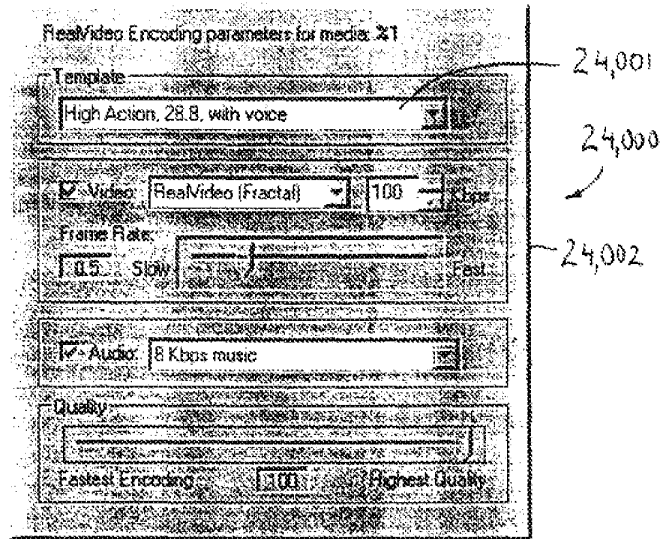 RealVideo Encoding parameters for media: %1
24,001
Template
High Action, 28.8, with voice
24,000
Video: RealVideo (Fractal) 100 Kbps
24,002
Frame Rate:
0.5 Slow Fast
Audio: 8 Kbps music
Quality
Fastest Encoding 100 Highest Quality